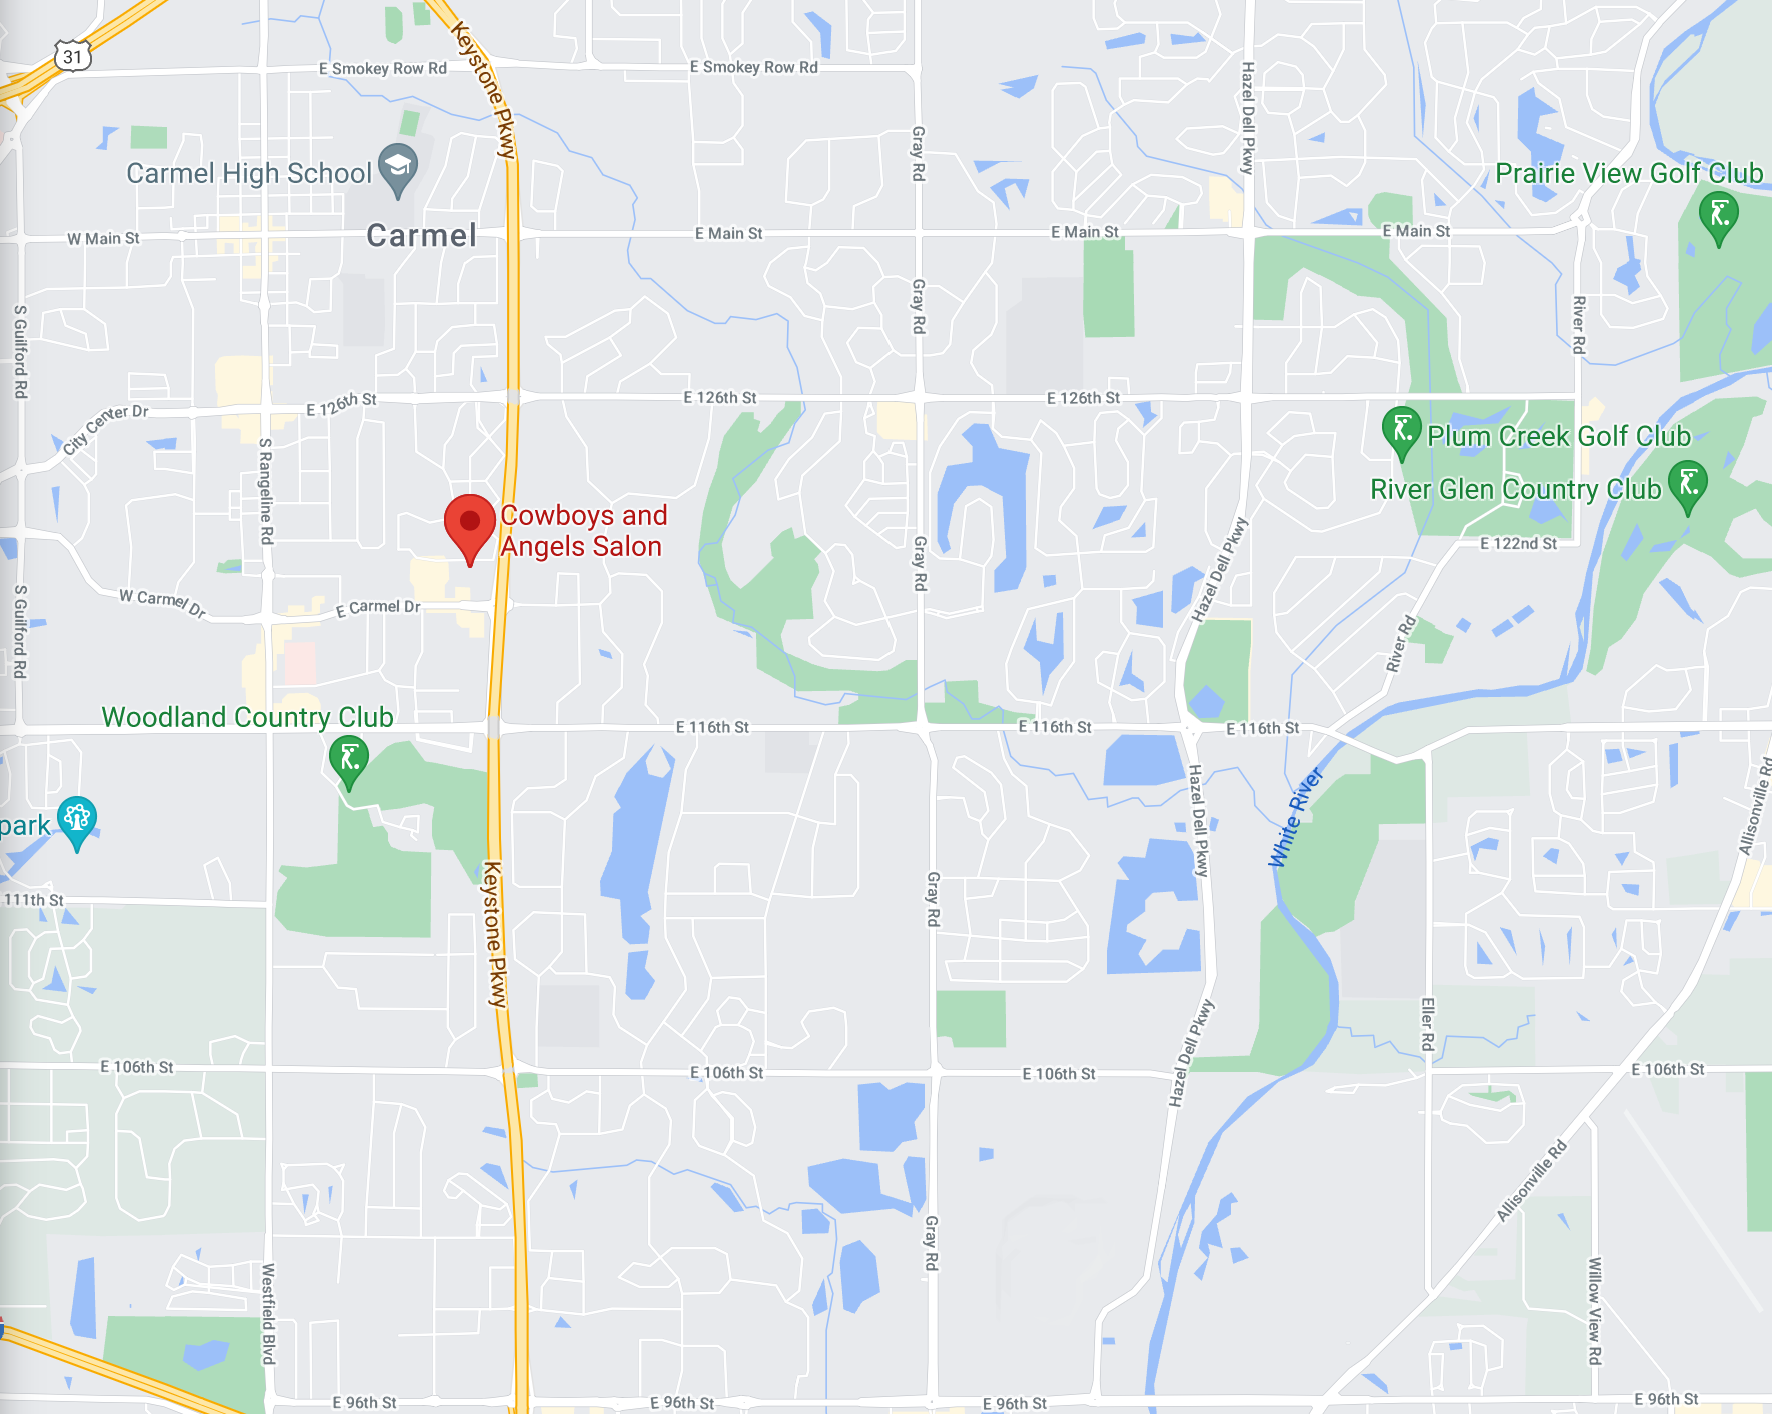 31
E Smokey Row Rd
E Smokey Row Rd
Keystone Pkwy
Hazel Dell Pkwy
Gray Rd
Carmel High School
Prairie View Golf Club
Carmel
W Main St
E Main St
E Main St
E Main St
S Guilford Rd
Gray Rd
River Rd
E 126th St
E 126th St
E 126th St
City Center Dr
S Rangeline Rd
Plum Creek Golf Club
River Glen Country Club
Cowboys and
Angels Salon
E 122nd St
Gray Rd
Hazel Dell Pkwy
S Guilford Rd
W Carmel Dr
E Carmel Dr
River Rd
Woodland Country Club
E 116th St
E 116th St
E 116th St
Hazel Dell Pkwy
White River
Allisonville Rd
park
Keystone Pkwy
Gray Rd
111th St
Eller Rd
Hazel Dell Pkwy
E 106th St
E 106th St
E 106th St
E 106th St
Allisonville Rd
Gray Rd
Westfield Blvd
Willow View Rd
E 96th St
E 96th St
E 96th St
E 96th St